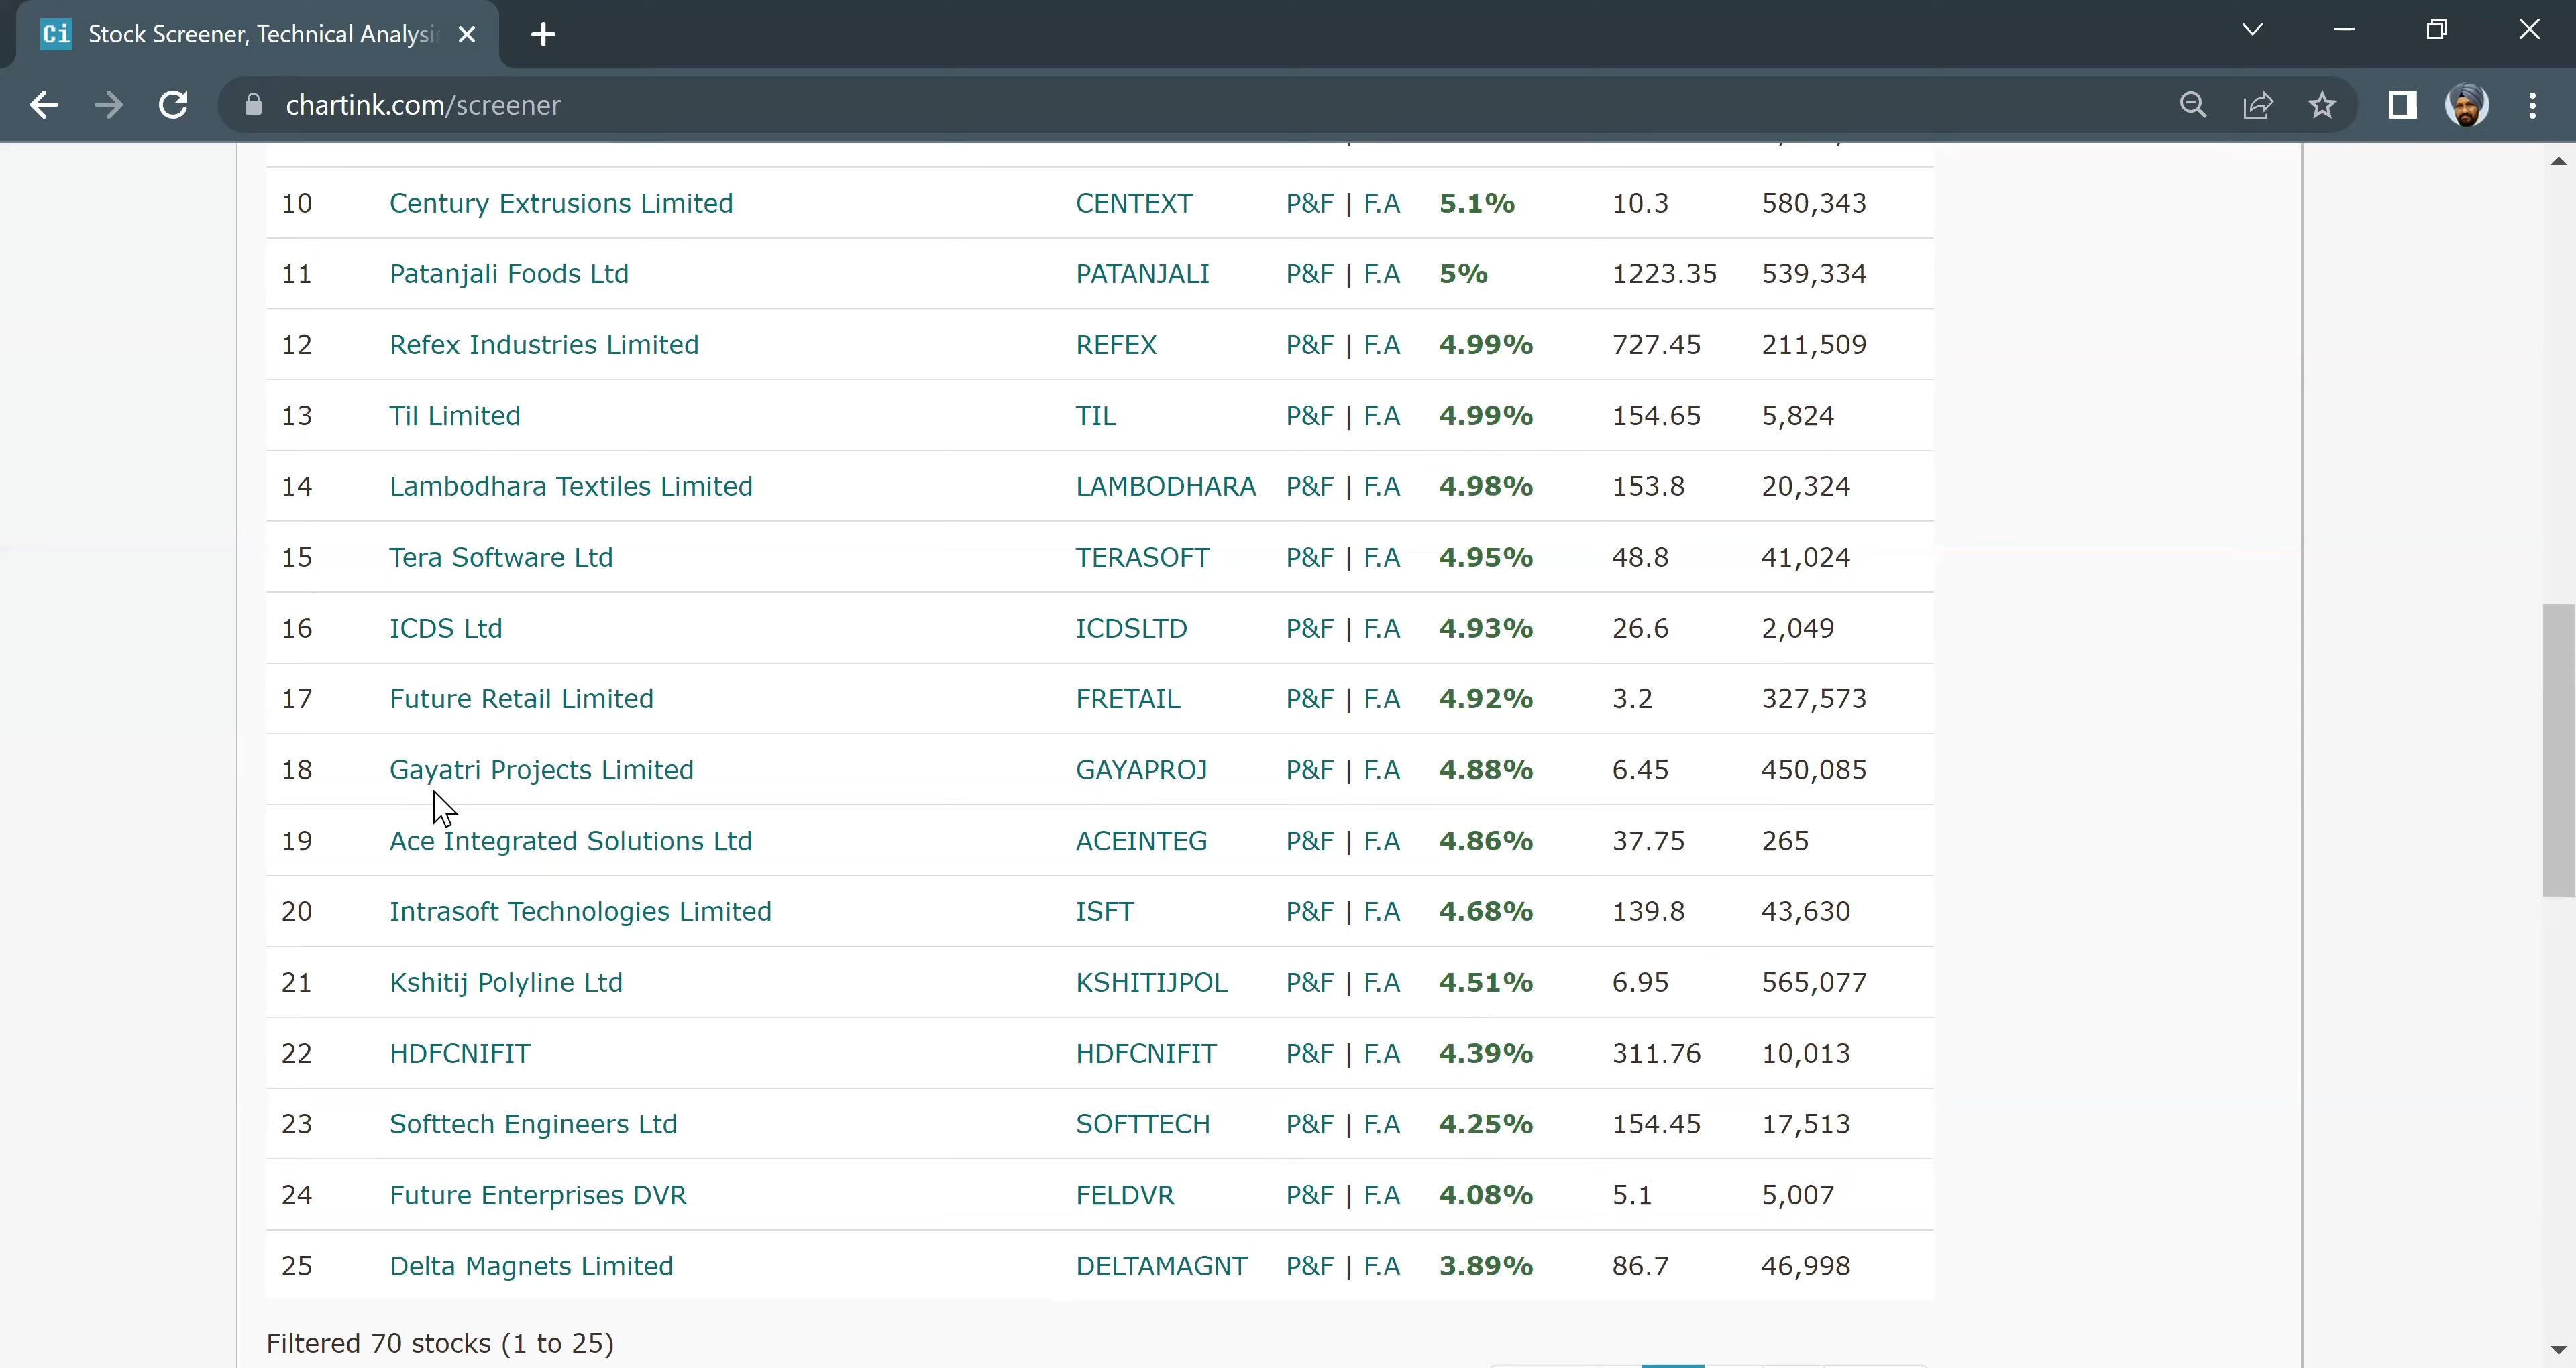 Ci Stock Screener, Technical Analysis
chartink.com/screener
10 Century Extrusions Limited CENTEXT P&F | F.A 5.1% 10.3 580,343
11 Patanjali Foods Ltd PATANJALI P&F | F.A 5% 1223.35 539,334
12 Refex Industries Limited REFEX P&F | F.A 4.99% 727.45 211,509
13 Til Limited TIL P&F | F.A 4.99% 154.65 5,824
14 Lambodhara Textiles Limited LAMBODHARA P&F | F.A 4.98% 153.8 20,324
15 Tera Software Ltd TERASOFT P&F | F.A 4.95% 48.8 41,024
16 ICDS Ltd ICDSLTD P&F | F.A 4.93% 26.6 2,049
17 Future Retail Limited FRETAIL P&F | F.A 4.92% 3.2 327,573
18 Gayatri Projects Limited GAYAPROJ P&F | F.A 4.88% 6.45 450,085
19 Ace Integrated Solutions Ltd ACEINTEG P&F | F.A 4.86% 37.75 265
20 Intrasoft Technologies Limited ISFT P&F | F.A 4.68% 139.8 43,630
21 Kshitij Polyline Ltd KSHITIJPOL P&F | F.A 4.51% 6.95 565,077
22 HDFCNIFIT HDFCNIFIT P&F | F.A 4.39% 311.76 10,013
23 Softtech Engineers Ltd SOFTTECH P&F | F.A 4.25% 154.45 17,513
24 Future Enterprises DVR FELDVR P&F | F.A 4.08% 5.1 5,007
25 Delta Magnets Limited DELTAMAGNT P&F | F.A 3.89% 86.7 46,998
Filtered 70 stocks (1 to 25)